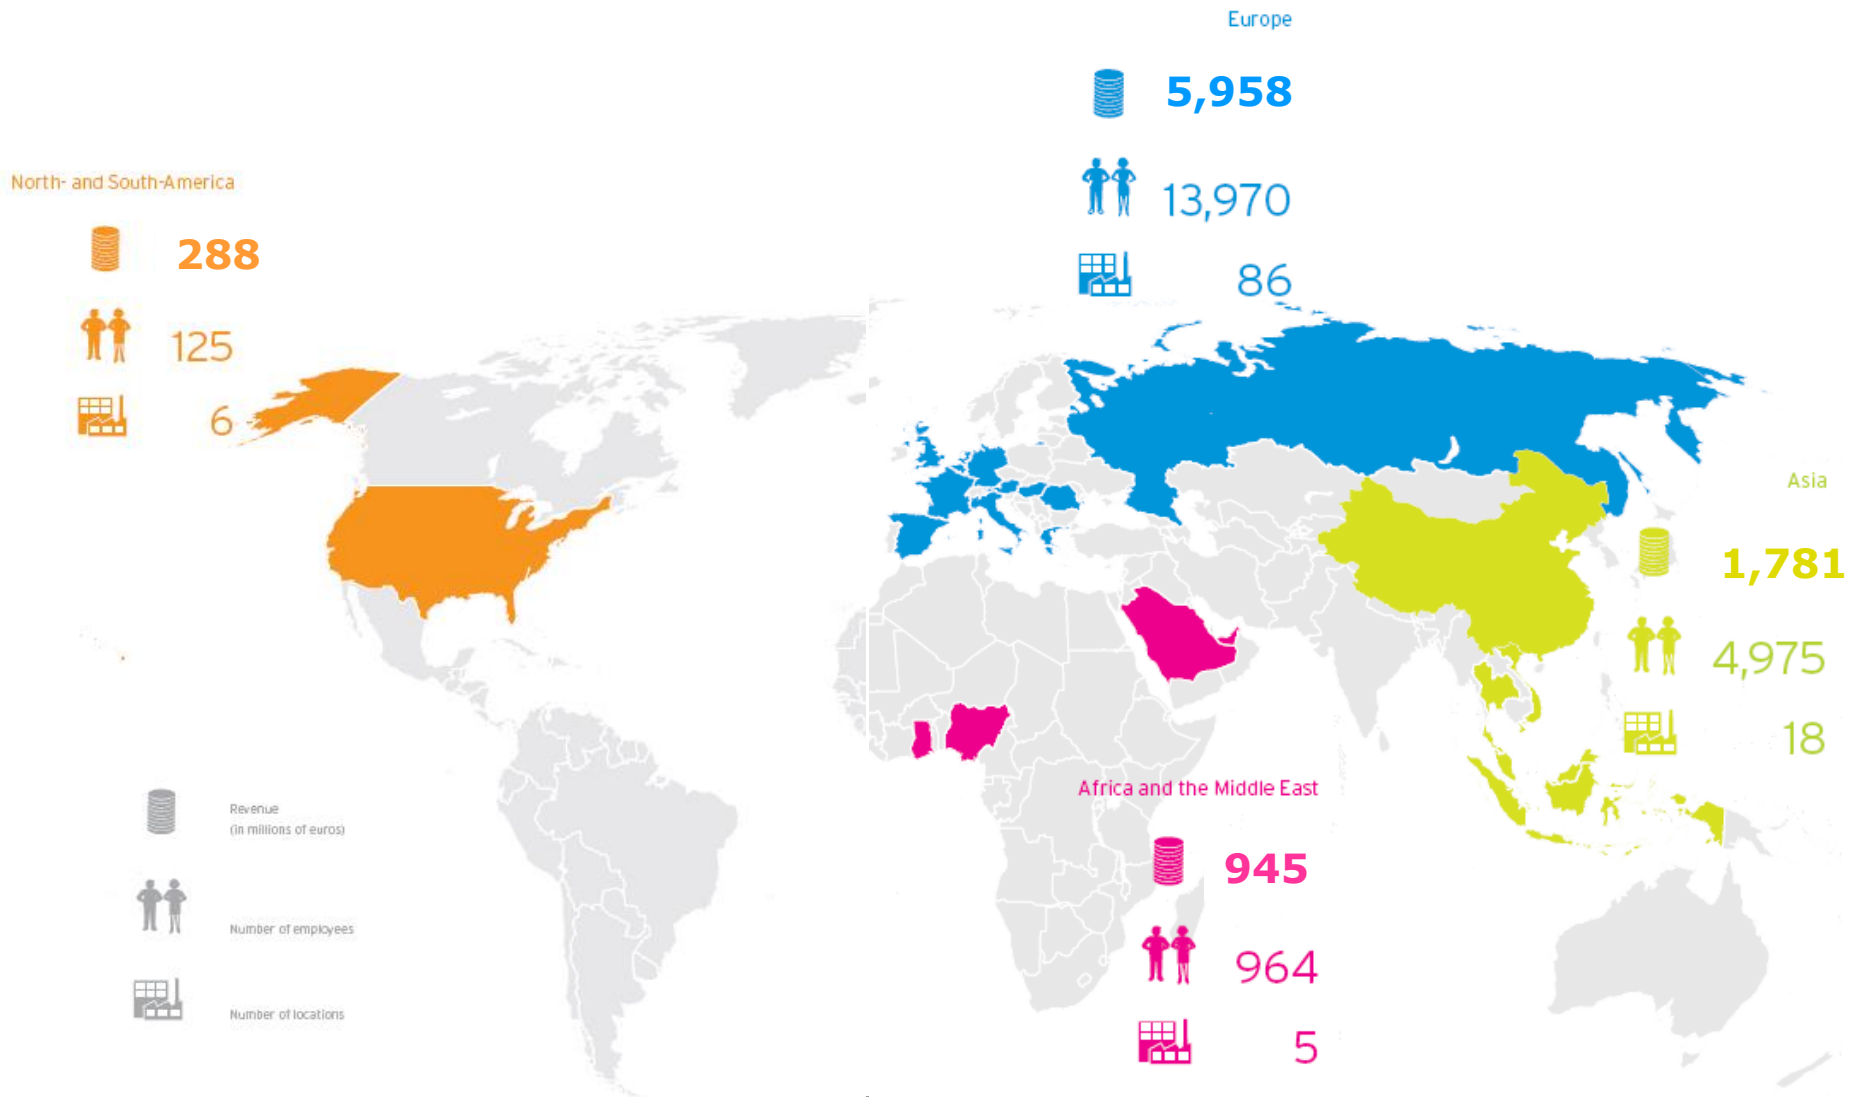 Europe
5,958
13,970
86
North- and South-America
288
125
6
Asia
1,781
4,975
18
Africa and the Middle East
945
964
5
Revenue
(in millions of euros)
Number of employees
Number of locations